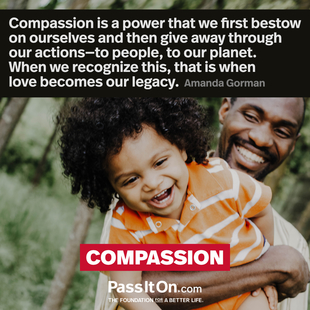 Compassion is a power that we first bestow
on ourselves and then give away through
our actions—to people, to our planet.
When we recognize this, that is when
love becomes our legacy. Amanda Gorman
COMPASSION
PassItOn.com
THE FOUNDATION FOR A BETTER LIFE.